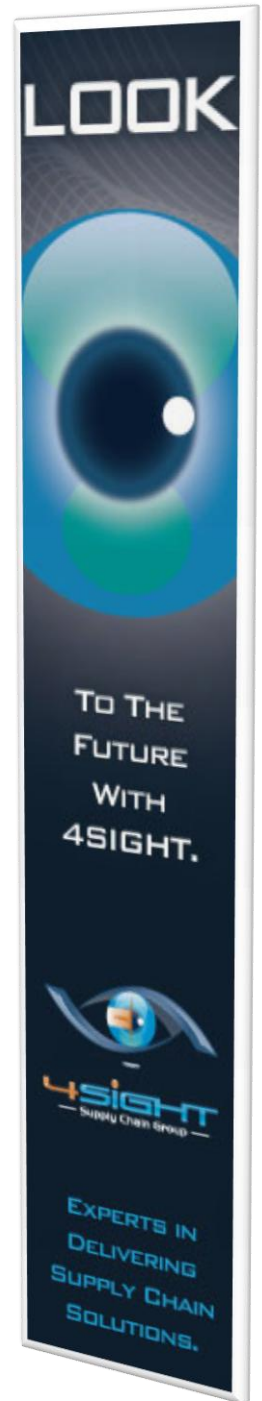 LOOK
To The
Future
With
4SIGHT.
4SIGHT
Supply Chain Group
Experts in
Delivering
Supply Chain
Solutions.